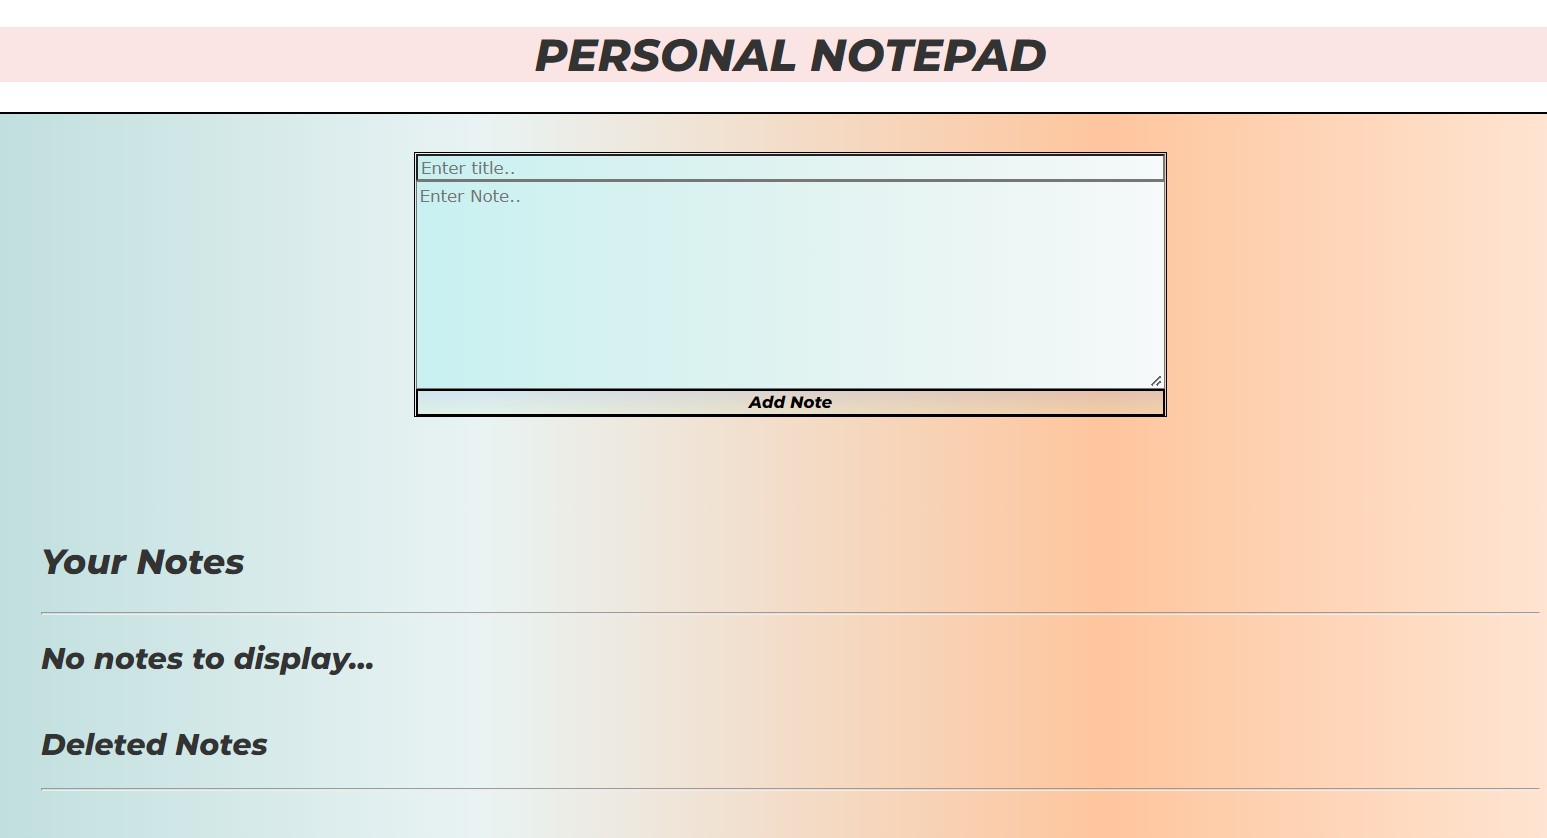 PERSONAL NOTEPAD
Enter title..
Enter Note..
Add Note
Your Notes
No notes to display...
Deleted Notes